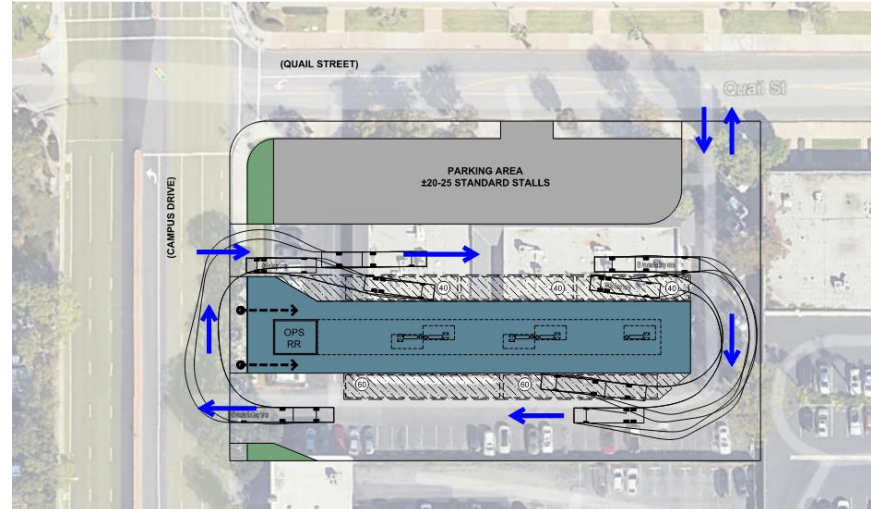 (QUAIL STREET)
Quail St
PARKING AREA
±20-25 STANDARD STALLS
(CAMPUS DRIVE)
40
40
40
OPS
RR
60
60